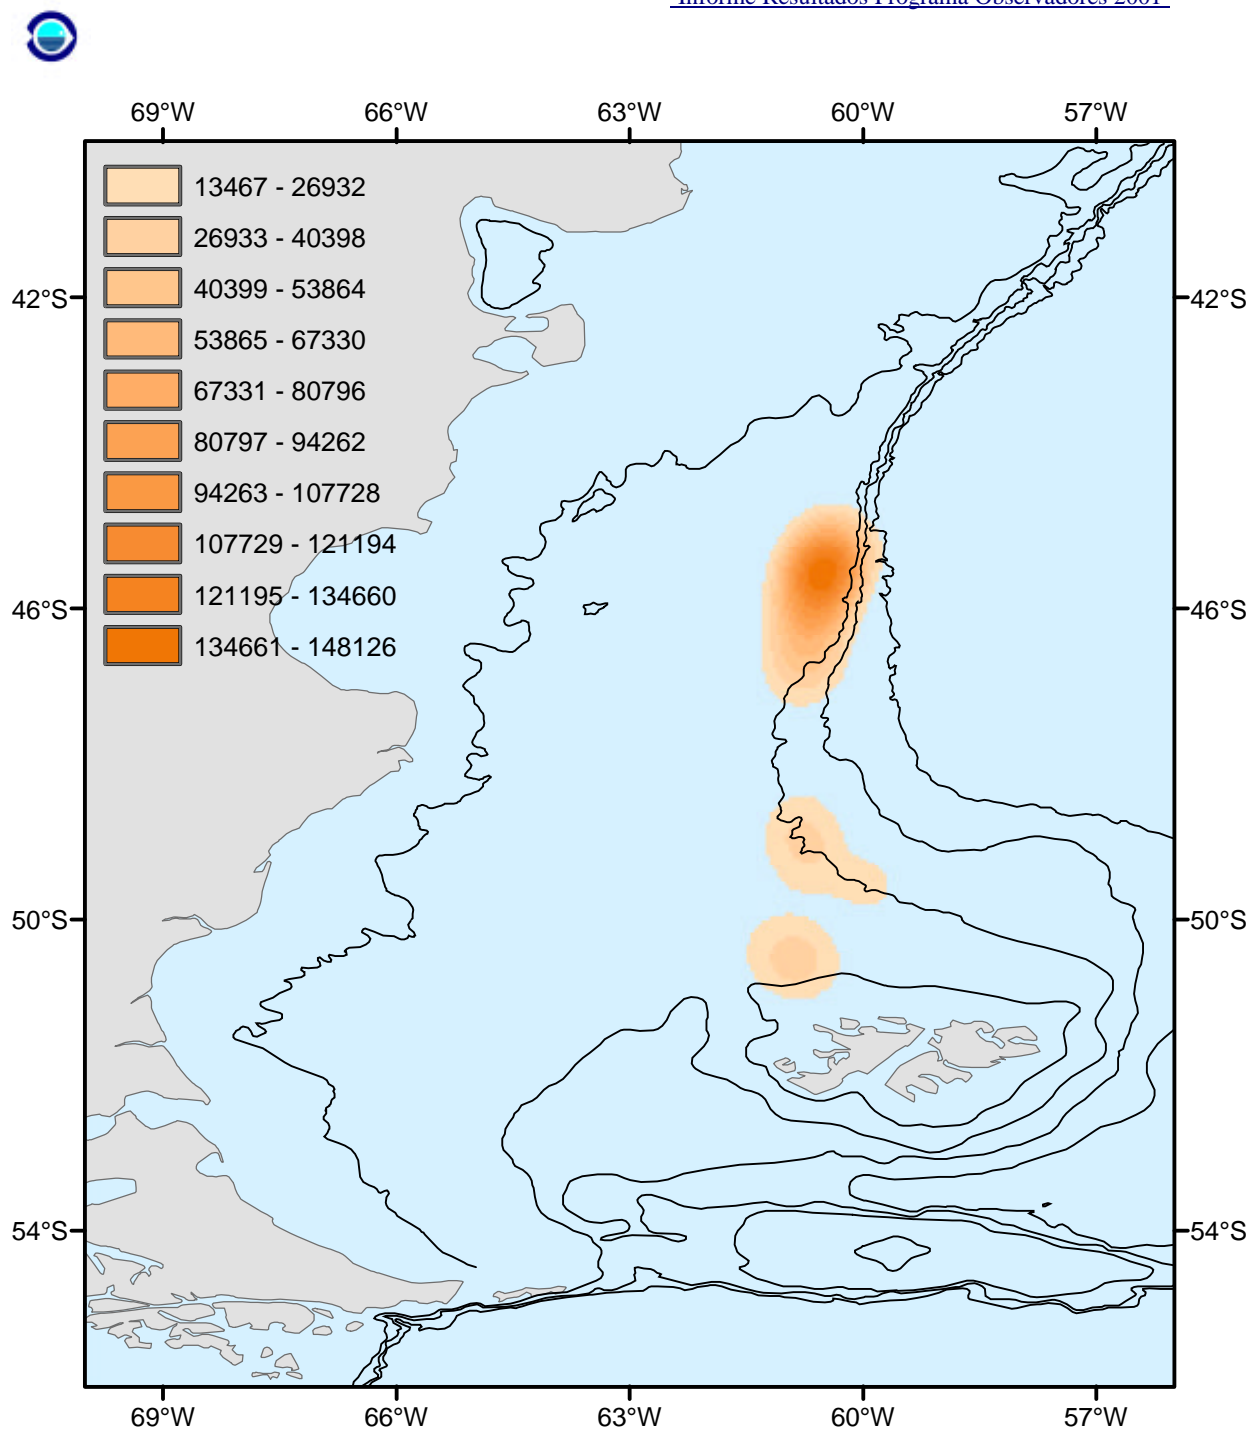 Informe Resultados Programa Observadores 2001
69°W 66°W 63°W 60°W 57°W
13467 - 26932
26933 - 40398
40399 - 53864
53865 - 67330
67331 - 80796
80797 - 94262
94263 - 107728
107729 - 121194
121195 - 134660
134661 - 148126
42°S 42°S
46°S 46°S
50°S 50°S
54°S 54°S
69°W 66°W 63°W 60°W 57°W